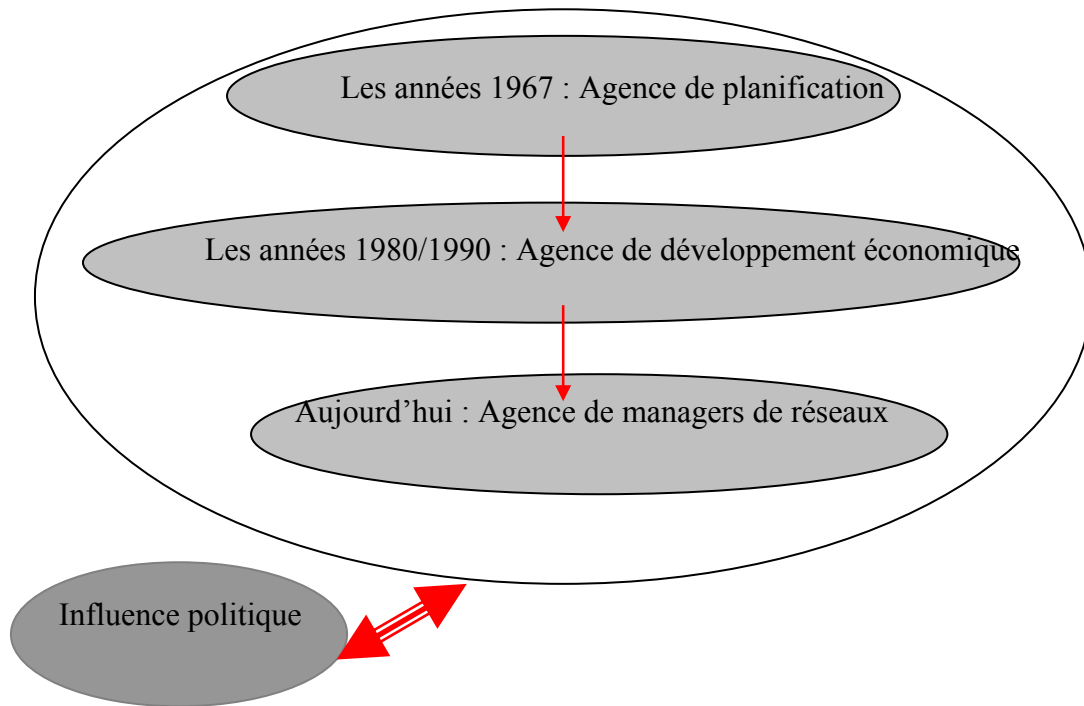 Les années 1967 : Agence de planification
Les années 1980/1990 : Agence de développement économique
Aujourd’hui : Agence de managers de réseaux
Influence politique